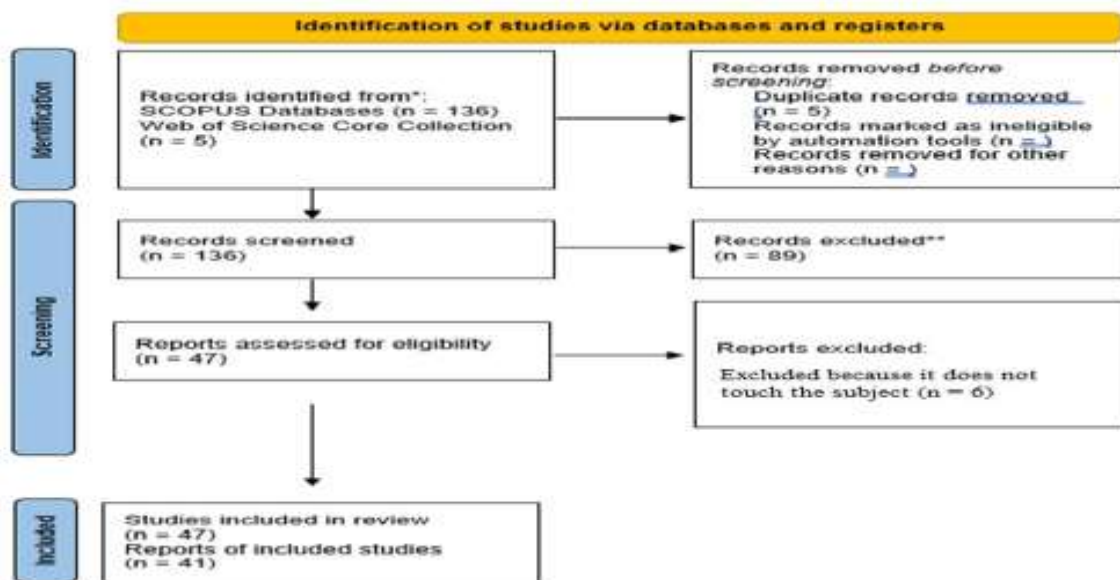 Identification of studies via databases and registers
Identification
Records identified from*:
SCOPUS Databases (n = 136)
Web of Science Core Collection
(n = 5)
Records removed before
screening:
Duplicate records removed
(n = 5)
Records marked as ineligible
by automation tools (n = )
Records removed for other
reasons (n = )
Screening
Records screened
(n = 136)
Records excluded**
(n = 89)
Reports assessed for eligibility
(n = 47)
Reports excluded:
Excluded because it does not
touch the subject (n = 6)
Included
Studies included in review
(n = 47)
Reports of included studies
(n = 41)